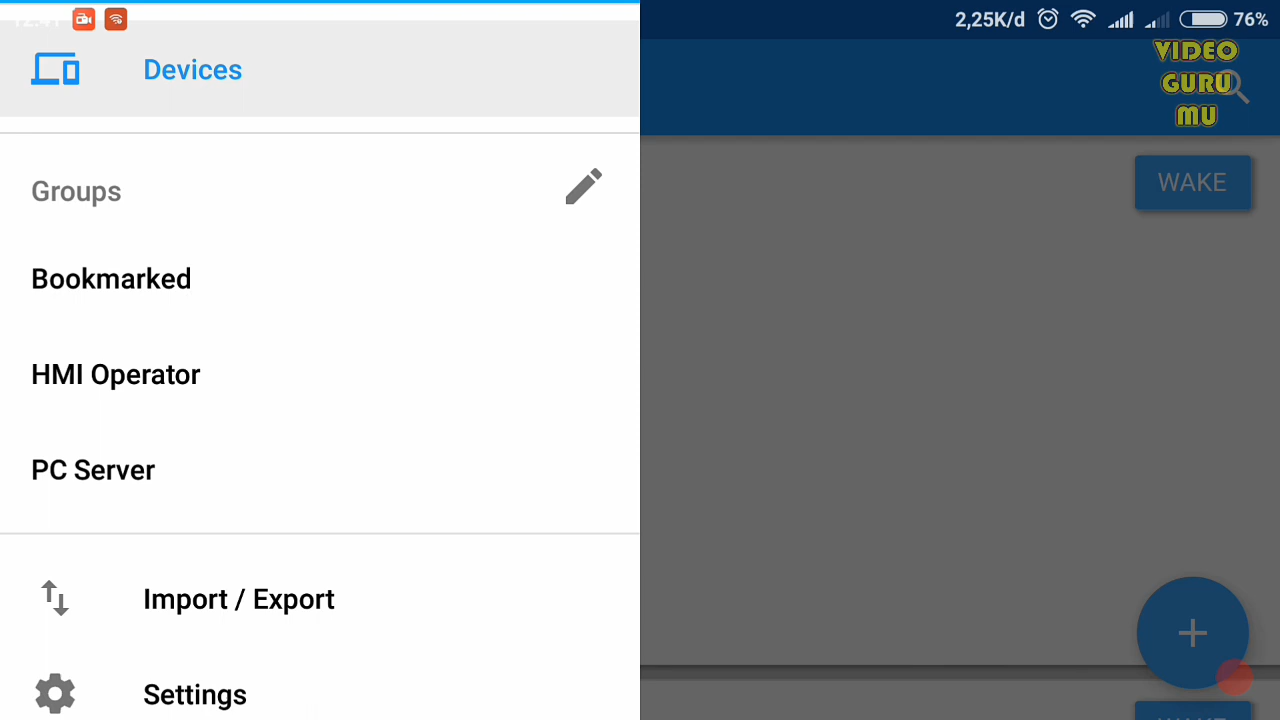 2,25K/d
76%
VIDEO
GURU
MU
Devices
WAKE
Groups
Bookmarked
HMI Operator
PC Server
Import / Export
Settings